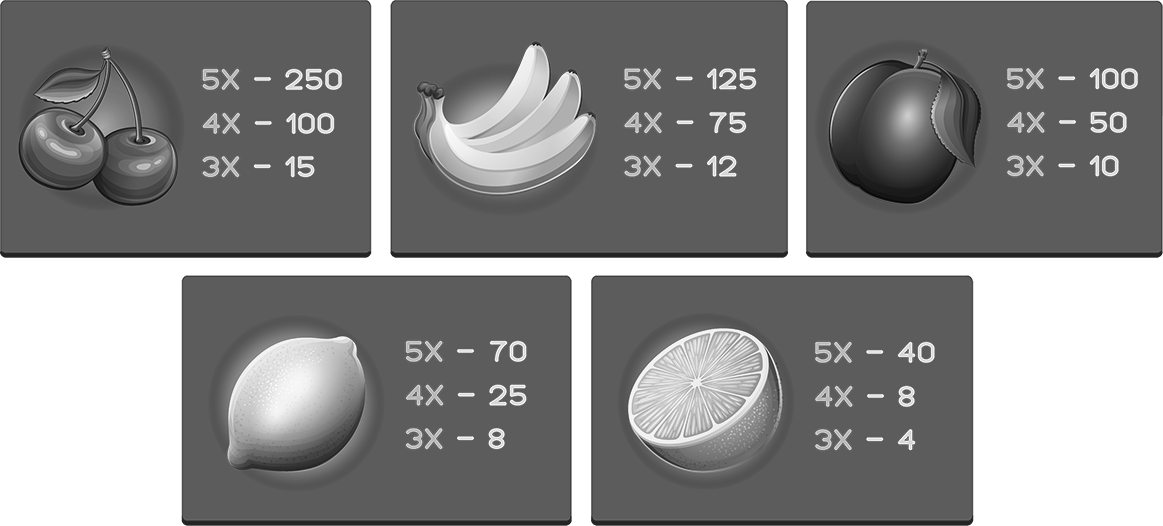 5X – 250
4X – 100
3X – 15
5X – 125
4X – 75
3X – 12
5X – 100
4X – 50
3X – 10
5X – 70
4X – 25
3X – 8
5X – 40
4X – 8
3X – 4